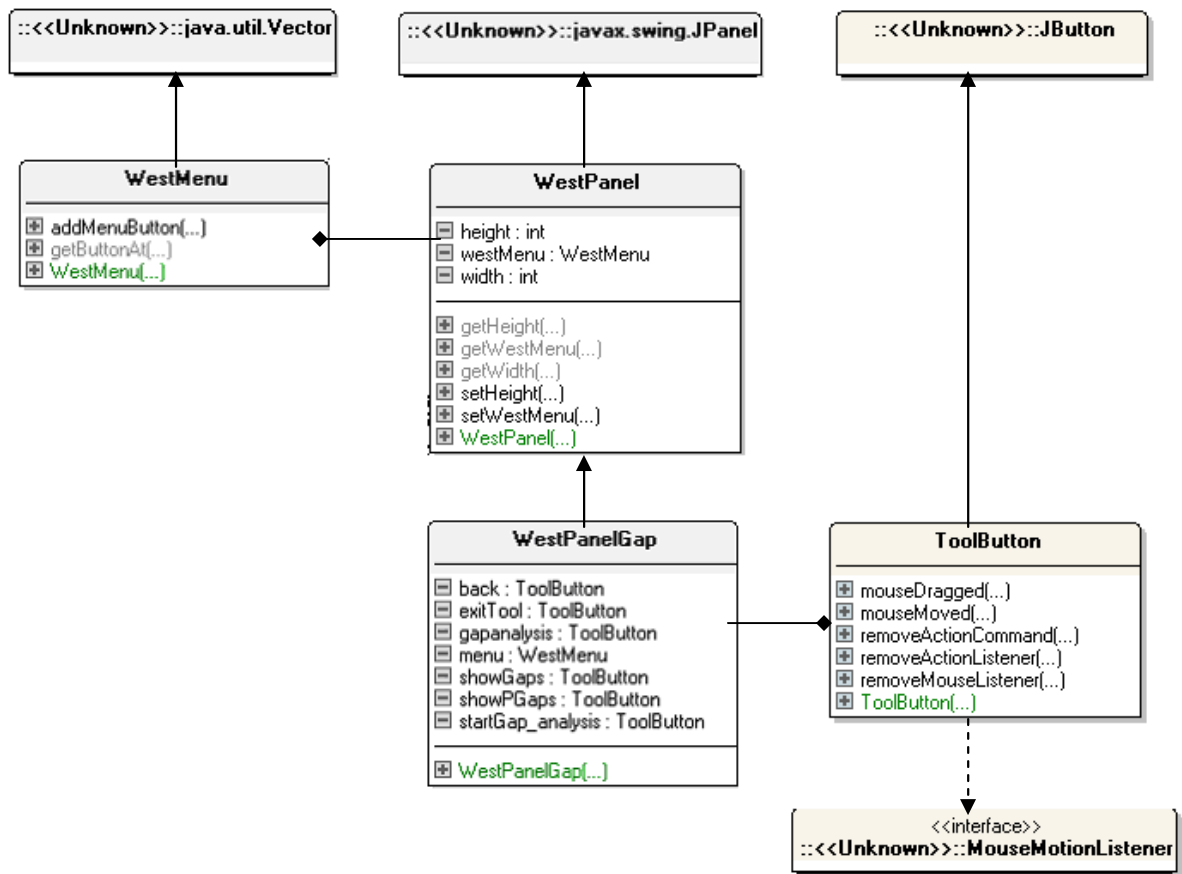 ::<<Unknown>>::java.util.Vector
::<<Unknown>>::javax.swing.JPanel
::<<Unknown>>::JButton
WestMenu
addMenuButton(...)
getButtonAt(...)
WestMenu(...)
WestPanel
height : int
westMenu : WestMenu
width : int
getHeight(...)
getWestMenu(...)
getWidth(...)
setHeight(...)
setWestMenu(...)
WestPanel(...)
WestPanelGap
back : ToolButton
exitTool : ToolButton
gapanalysis : ToolButton
menu : WestMenu
showGaps : ToolButton
showPGaps : ToolButton
startGap_analysis : ToolButton
WestPanelGap(...)
ToolButton
mouseDragged(...)
mouseMoved(...)
removeActionCommand(...)
removeActionListener(...)
removeMouseListener(...)
ToolButton(...)
<<interface>>
::<<Unknown>>::MouseMotionListener